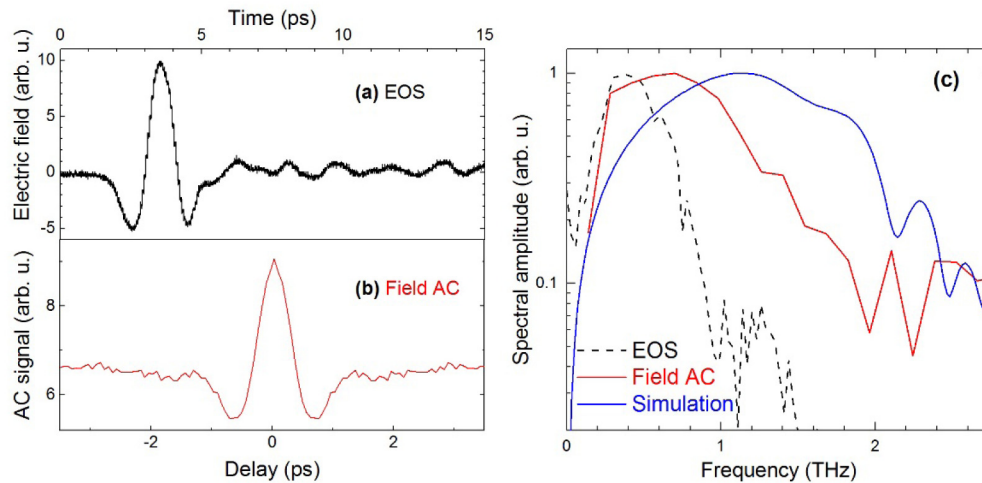 Time (ps)
0 5 10 15
Electric field (arb. u.)
10
5
0
-5
(a) EOS
AC signal (arb. u.)
8
6
(b) Field AC
-2 0 2
Delay (ps)
(c)
Spectral amplitude (arb. u.)
1
0.1
EOS
Field AC
Simulation
0 1 2
Frequency (THz)